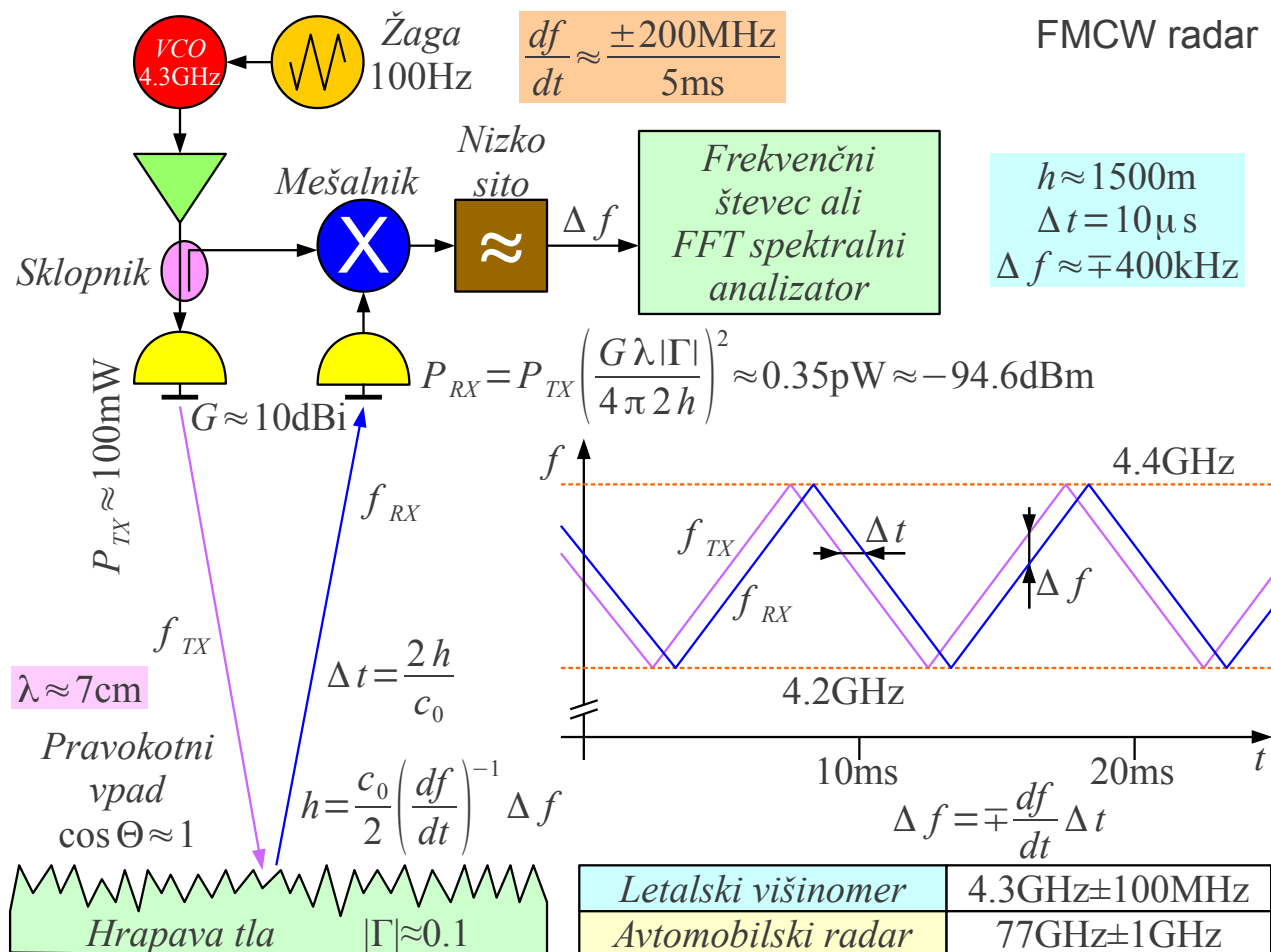 FMCW radar
VCO
4.3GHz
Žaga
100Hz
df/dt ≈ ±200MHz/5ms
Mešalnik
Nizko
sito
Sklopnik
X
≈
Δf
Frekvenčni
števec ali
FFT spektralni
analizator
h≈1500m
Δt=10μs
Δf≈∓400kHz
P_TX≈100mW
G≈10dBi
P_RX=P_TX(Gλ|Γ|/4π2h)²≈0.35pW≈−94.6dBm
f_TX
f_RX
λ≈7cm
Δt=2h/c₀
Pravokotni
vpad
cosΘ≈1
h=c₀/2(df/dt)⁻¹Δf
Hrapava tla |Γ|≈0.1
f
4.4GHz
f_TX
Δt
f_RX
Δf
4.2GHz
10ms
20ms
t
Δf=∓df/dt Δt
Letalski višinomer 4.3GHz±100MHz
Avtomobilski radar 77GHz±1GHz